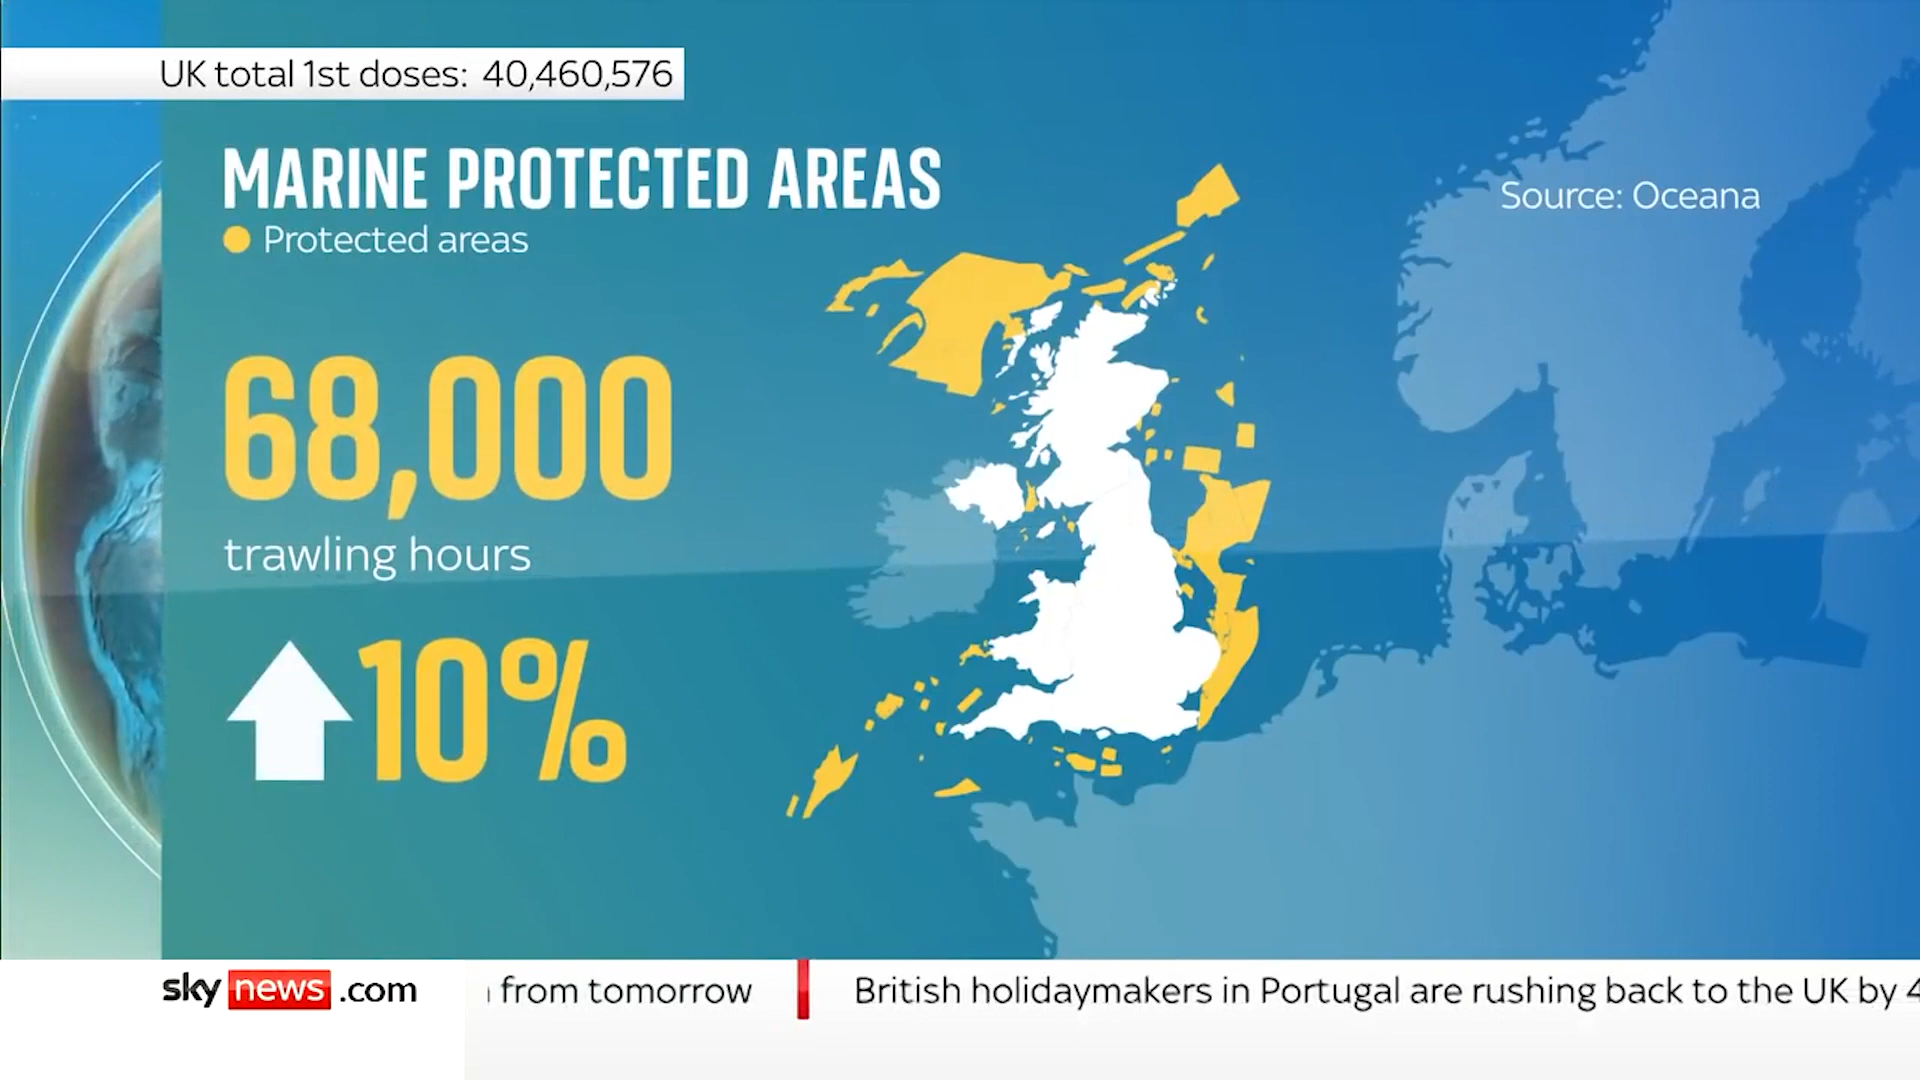 UK total 1st doses: 40,460,576
MARINE PROTECTED AREAS
Protected areas
Source: Oceana
68,000
trawling hours
10%
sky news .com
from tomorrow
British holidaymakers in Portugal are rushing back to the UK by